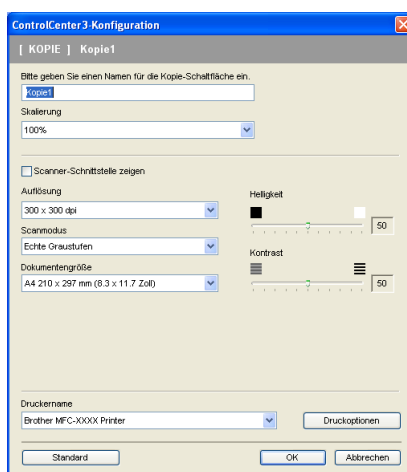 ControlCenter3-Konfiguration
[ KOPIE ] Kopie1
Bitte geben Sie einen Namen für die Kopie-Schaltfläche ein.
Kopie1
Skalierung
100%
Scanner-Schnittstelle zeigen
Auflösung
300 x 300 dpi
Helligkeit
50
Scanmodus
Echte Graustufen
Kontrast
50
Dokumentengröße
A4 210 x 297 mm (8.3 x 11.7 Zoll)
Druckername
Brother MFC-XXXX Printer
Druckoptionen
Standard
OK
Abbrechen